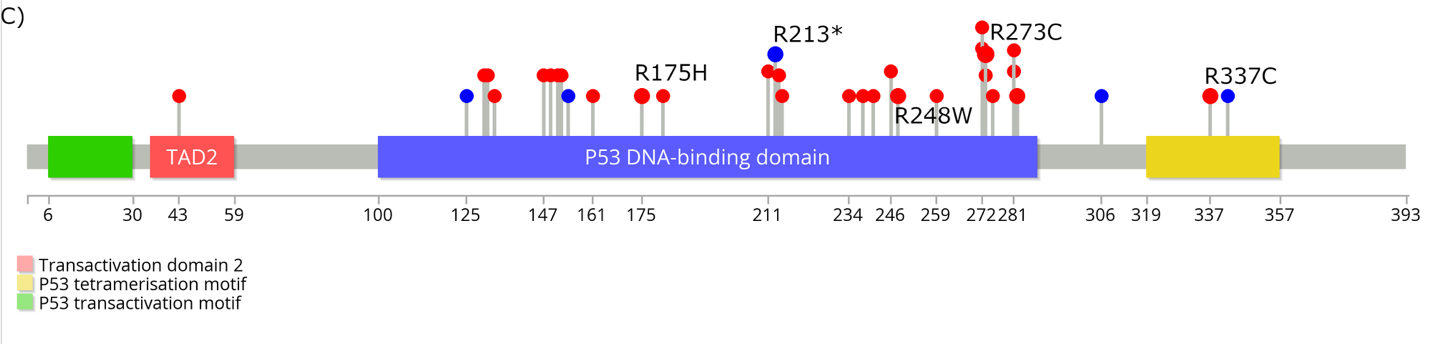 C)
R213*
R273C
R175H
R337C
R248W
TAD2
P53 DNA-binding domain
6 30 43 59 100 125 147 161 175 211 234 246 259 272 281 306 319 337 357 393
Transactivation domain 2
P53 tetramerisation motif
P53 transactivation motif